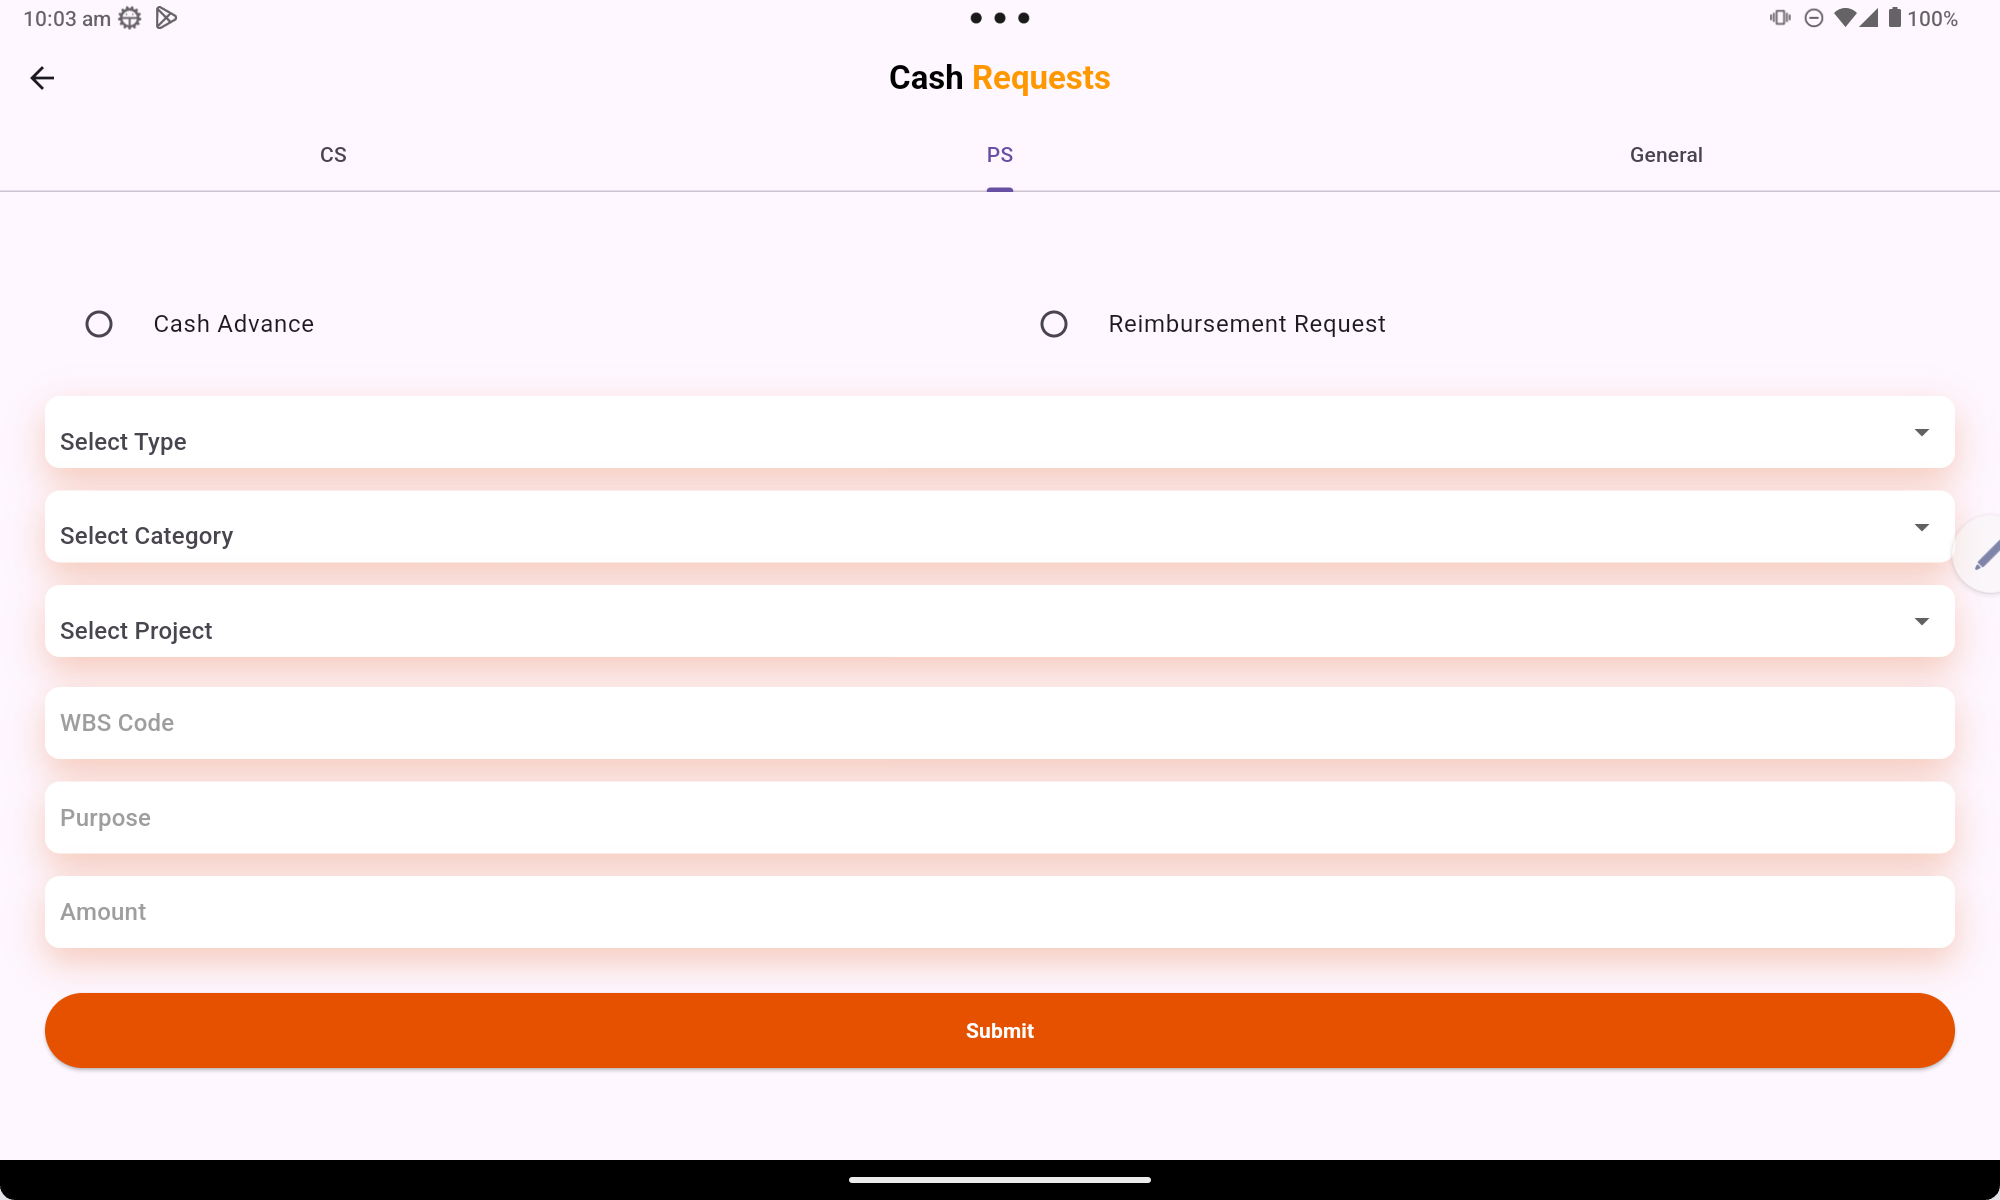 10:03 am
100%
Cash Requests
CS
PS
General
Cash Advance
Reimbursement Request
Select Type
Select Category
Select Project
WBS Code
Purpose
Amount
Submit